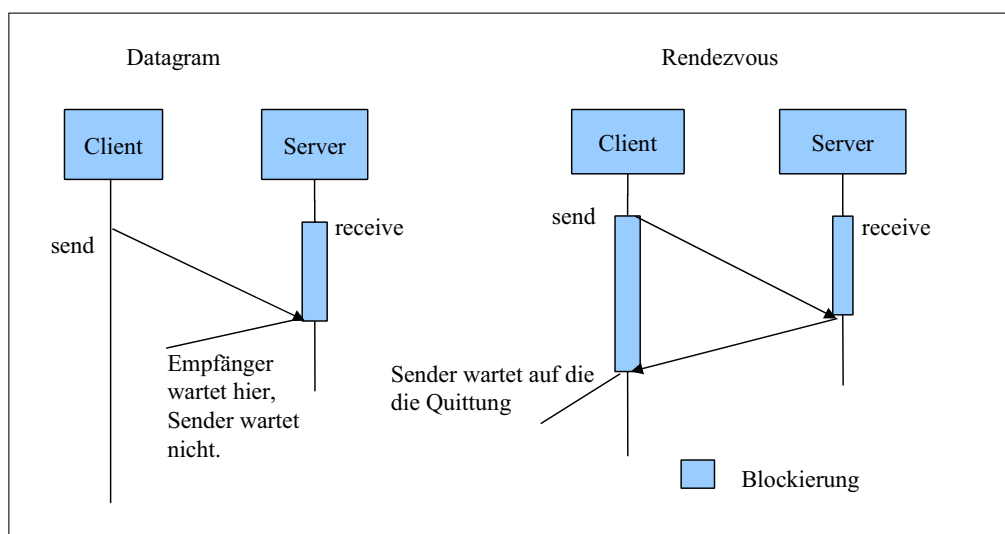 Datagram
Rendezvous
Client
Server
Client
Server
send
receive
send
receive
Empfänger
wartet hier,
Sender wartet
nicht.
Sender wartet auf die
die Quittung
Blockierung